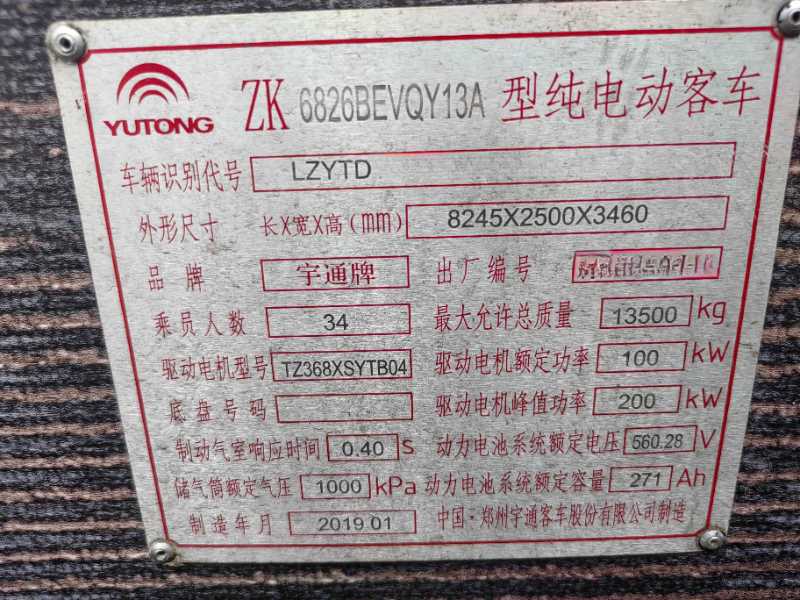 YUTONG
ZK 6826BEVQY13A 型纯电动客车
车辆识别代号 LZYTD
外形尺寸 长X宽X高(mm) 8245X2500X3460
品牌 宇通牌 出厂编号
乘员人数 34 最大允许总质量 13500 kg
驱动电机型号 TZ368XSYTB04 驱动电机额定功率 100 kW
底盘号码 驱动电机峰值功率 200 kW
制动气室响应时间 0.40 S 动力电池系统额定电压 560.28 V
储气筒额定气压 1000 kPa 动力电池系统额定容量 271 Ah
制造年月 2019 01 中国·郑州宇通客车股份有限公司制造